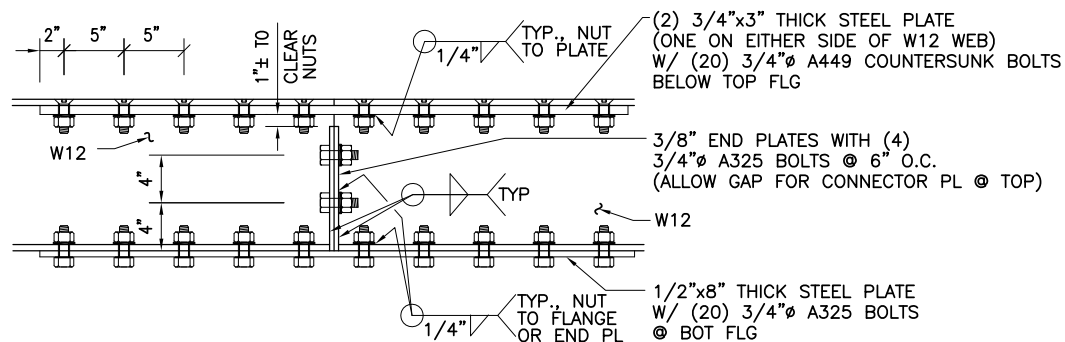 2"
5"
5"
1"± TO
CLEAR
NUTS
1/4"
TYP., NUT
TO PLATE
(2) 3/4"x3" THICK STEEL PLATE
(ONE ON EITHER SIDE OF W12 WEB)
W/ (20) 3/4"ø A449 COUNTERSUNK BOLTS
BELOW TOP FLG
W12
4"
4"
3/8" END PLATES WITH (4)
3/4"ø A325 BOLTS @ 6" O.C.
(ALLOW GAP FOR CONNECTOR PL @ TOP)
TYP
W12
1/4"
TYP., NUT
TO FLANGE
OR END PL
1/2"x8" THICK STEEL PLATE
W/ (20) 3/4"ø A325 BOLTS
@ BOT FLG